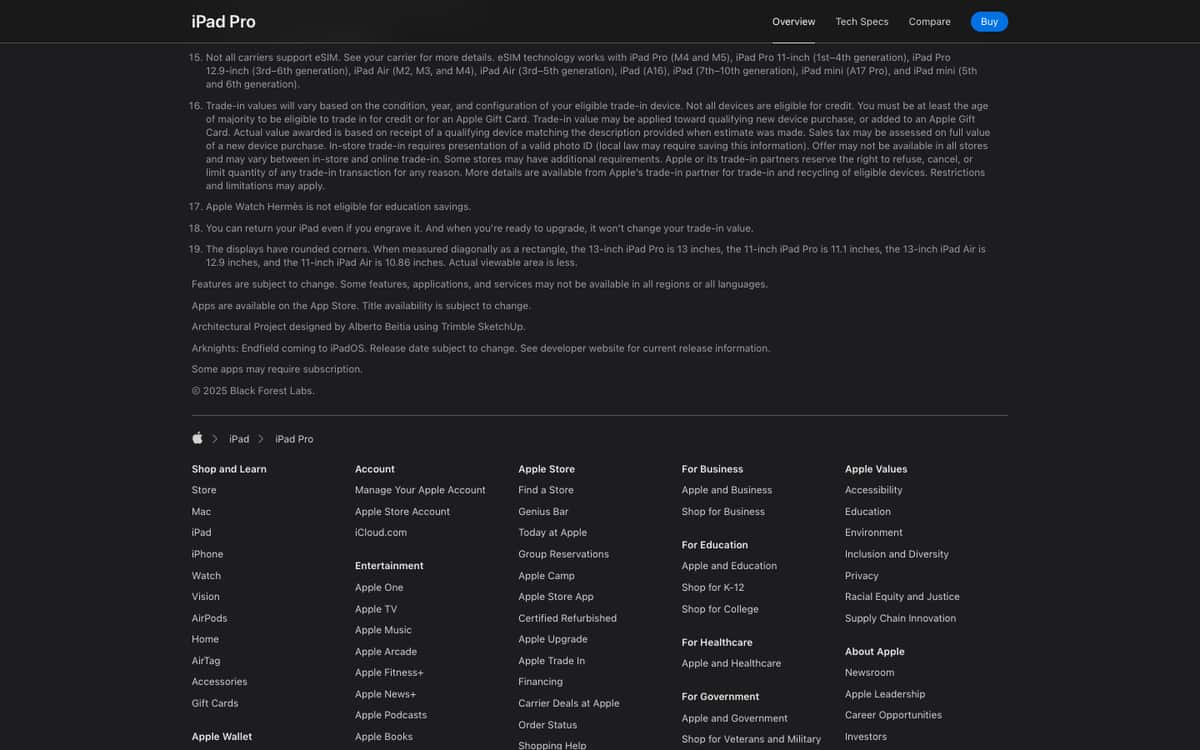 iPad Pro
Overview
Tech Specs
Compare
Buy
15. Not all carriers support eSIM. See your carrier for more details. eSIM technology works with iPad Pro (M4 and M5), iPad Pro 11-inch (1st–4th generation), iPad Pro
12.9-inch (3rd–6th generation), iPad Air (M2, M3, and M4), iPad Air (3rd–5th generation), iPad (A16), iPad (7th–10th generation), iPad mini (A17 Pro), and iPad mini (5th
and 6th generation).
16. Trade-in values will vary based on the condition, year, and configuration of your eligible trade-in device. Not all devices are eligible for credit. You must be at least the age
of majority to be eligible to trade in for credit or for an Apple Gift Card. Trade-in value may be applied toward qualifying new device purchase, or added to an Apple Gift
Card. Actual value awarded is based on receipt of a qualifying device matching the description provided when estimate was made. Sales tax may be assessed on full value
of a new device purchase. In-store trade-in requires presentation of a valid photo ID (local law may require saving this information). Offer may not be available in all stores
and may vary between in-store and online trade-in. Some stores may have additional requirements. Apple or its trade-in partners reserve the right to refuse, cancel, or
limit quantity of any trade-in transaction for any reason. More details are available from Apple's trade-in partner for trade-in and recycling of eligible devices. Restrictions
and limitations may apply.
17. Apple Watch Hermès is not eligible for education savings.
18. You can return your iPad even if you engrave it. And when you're ready to upgrade, it won't change your trade-in value.
19. The displays have rounded corners. When measured diagonally as a rectangle, the 13-inch iPad Pro is 13 inches, the 11-inch iPad Pro is 11.1 inches, the 13-inch iPad Air is
12.9 inches, and the 11-inch iPad Air is 10.86 inches. Actual viewable area is less.
Features are subject to change. Some features, applications, and services may not be available in all regions or all languages.
Apps are available on the App Store. Title availability is subject to change.
Architectural Project designed by Alberto Beitia using Trimble SketchUp.
Arknights: Endfield coming to iPadOS. Release date subject to change. See developer website for current release information.
Some apps may require subscription.
© 2025 Black Forest Labs.
iPad
iPad Pro
Shop and Learn
Store
Mac
iPad
iPhone
Watch
Vision
AirPods
Home
AirTag
Accessories
Gift Cards
Apple Wallet
Account
Manage Your Apple Account
Apple Store Account
iCloud.com
Entertainment
Apple One
Apple TV
Apple Music
Apple Arcade
Apple Fitness+
Apple News+
Apple Podcasts
Apple Books
Apple Store
Find a Store
Genius Bar
Today at Apple
Group Reservations
Apple Camp
Apple Store App
Certified Refurbished
Apple Upgrade
Apple Trade In
Financing
Carrier Deals at Apple
Order Status
Shopping Help
For Business
Apple and Business
Shop for Business
For Education
Apple and Education
Shop for K-12
Shop for College
For Healthcare
Apple and Healthcare
For Government
Apple and Government
Shop for Veterans and Military
Apple Values
Accessibility
Education
Environment
Inclusion and Diversity
Privacy
Racial Equity and Justice
Supply Chain Innovation
About Apple
Newsroom
Apple Leadership
Career Opportunities
Investors